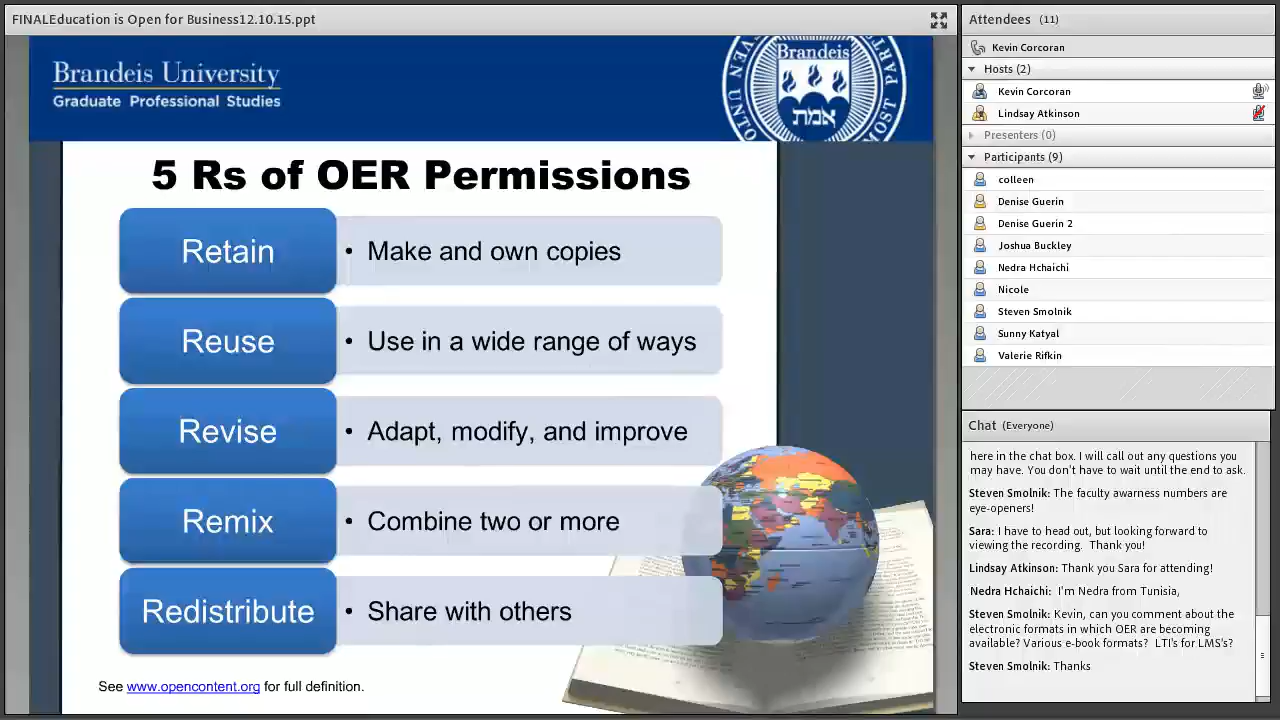 FINALEducation is Open for Business12.10.15.ppt
Brandeis University
Graduate Professional Studies
Brandeis
אמת
5 Rs of OER Permissions
Retain
• Make and own copies
Reuse
• Use in a wide range of ways
Revise
• Adapt, modify, and improve
Remix
• Combine two or more
Redistribute
• Share with others
See www.opencontent.org for full definition.
Attendees (11)
Kevin Corcoran
Hosts (2)
Kevin Corcoran
Lindsay Atkinson
Presenters (0)
Participants (9)
colleen
Denise Guerin
Denise Guerin 2
Joshua Buckley
Nedra Hchaichi
Nicole
Steven Smolnik
Sunny Katyal
Valerie Rifkin
Chat (Everyone)
here in the chat box. I will call out any questions you
may have. You don't have to wait until the end to ask.
Steven Smolnik: The faculty awarness numbers are
eye-openers!
Sara: I have to head out, but looking forward to
viewing the recording. Thank you!
Lindsay Atkinson: Thank you Sara for attending!
Nedra Hchaichi: I'm Nedra from Tunisia,
Steven Smolnik: Kevin can you comment about the
electronic formats in which OER are becoming
available? Various e-book formats? LTI's for LMS's?
Steven Smolnik: Thanks